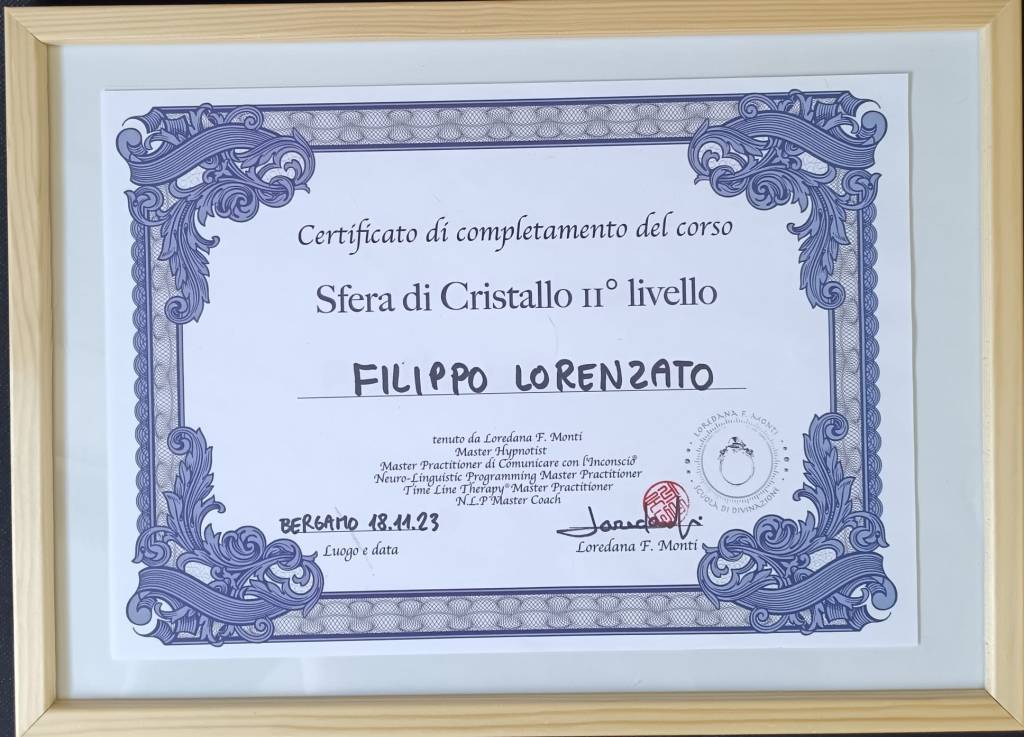 Certificato di completamento del corso
Sfera di Cristallo II° livello
FILIPPO LORENZATO
tenuto da Loredana F. Monti
Master Hypnotist
Master Practitioner di Comunicare con l'Inconscio®
Neuro-Linguistic Programming Master Practitioner
Time Line Therapy® Master Practitioner
N.L.P Master Coach
LOREDANA F. MONTI
SCUOLA DI DIVINAZIONE
BERGAMO 18.11.23
Luogo e data
Loredana F. Monti